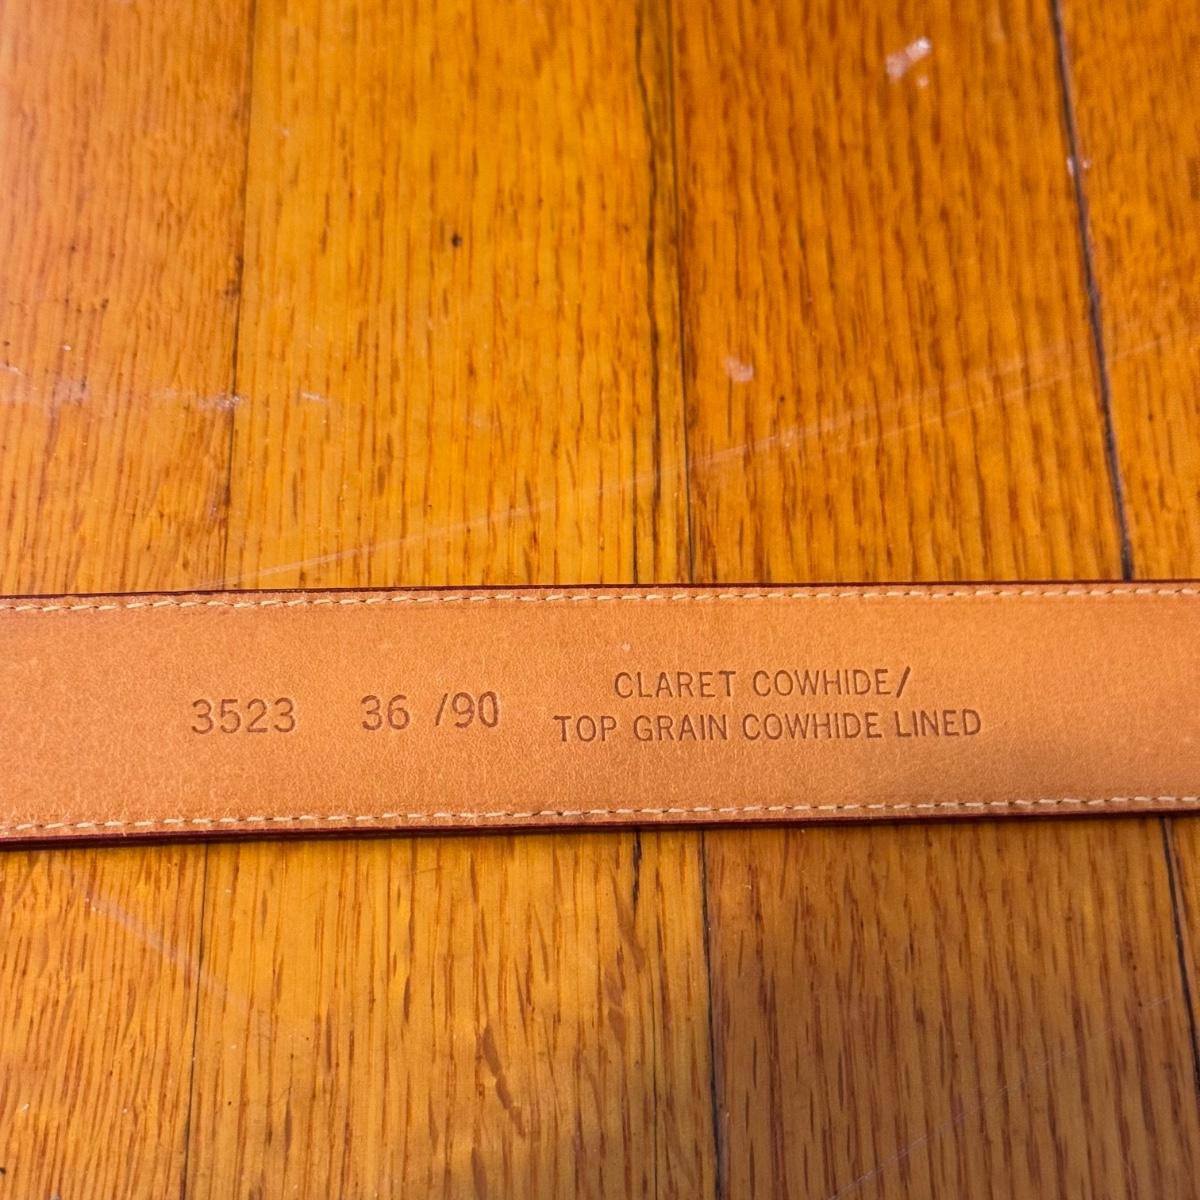 3523 36 /90
CLARET COWHIDE/
TOP GRAIN COWHIDE LINED